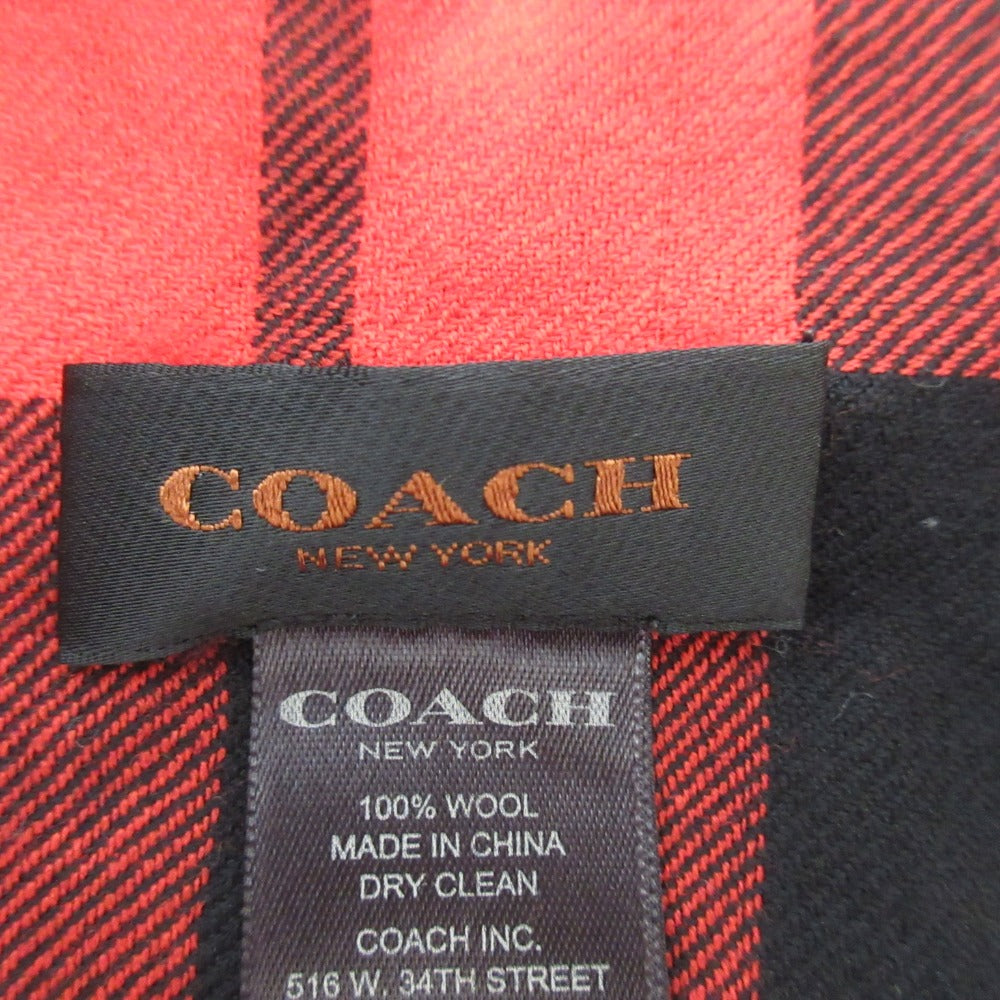 COACH
NEW YORK
COACH
NEW YORK
100% WOOL
MADE IN CHINA
DRY CLEAN
COACH INC.
516 W. 34TH STREET